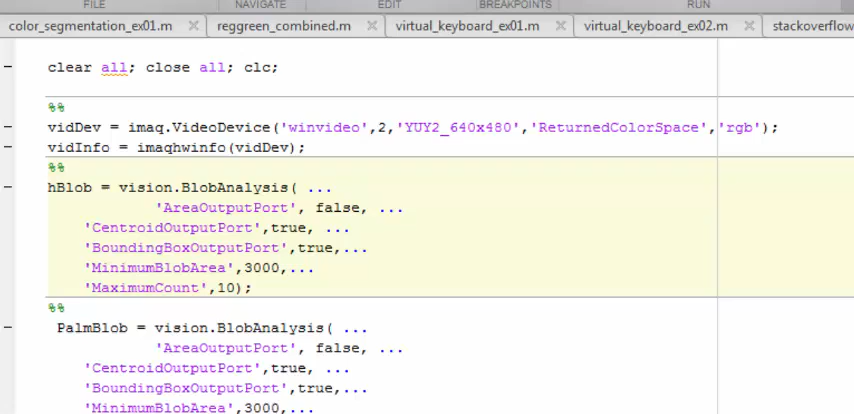 FILE NAVIGATE EDIT BREAKPOINTS RUN
color_segmentation_ex01.m reggreen_combined.m virtual_keyboard_ex01.m virtual_keyboard_ex02.m stackoverflow
clear all; close all; clc;
%%
vidDev = imaq.VideoDevice('winvideo',2,'YUY2_640x480','ReturnedColorSpace','rgb');
vidInfo = imaqhwinfo(vidDev);
%%
hBlob = vision.BlobAnalysis( ...
'AreaOutputPort', false, ...
'CentroidOutputPort',true, ...
'BoundingBoxOutputPort',true,...
'MinimumBlobArea',3000,...
'MaximumCount',10);
%%
PalmBlob = vision.BlobAnalysis( ...
'AreaOutputPort', false, ...
'CentroidOutputPort',true, ...
'BoundingBoxOutputPort',true,...
'MinimumBlobArea',3000,...